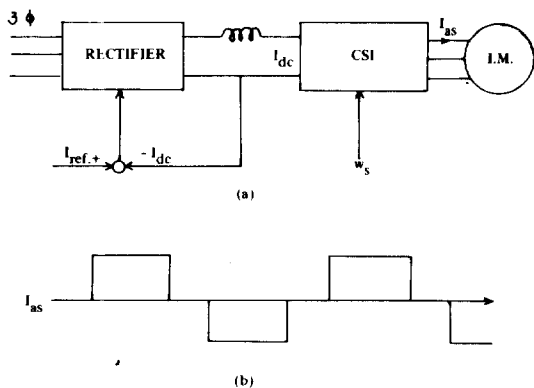 3 ϕ
RECTIFIER
I_dc
CSI
I_as
I.M.
I_ref.+
- I_dc
w_s
(a)
I_as
(b)